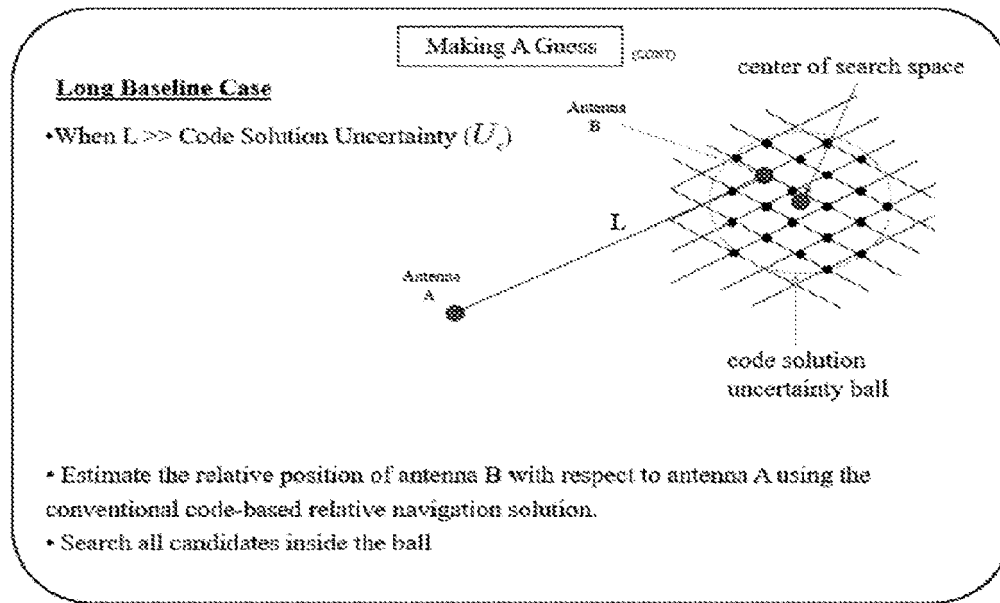 Making A Guess (CONT)
Long Baseline Case
•When L >> Code Solution Uncertainty (U_c)
center of search space
Antenna
B
L
Antenna
A
code solution
uncertainty ball
• Estimate the relative position of antenna B with respect to antenna A using the
conventional code-based relative navigation solution.
• Search all candidates inside the ball